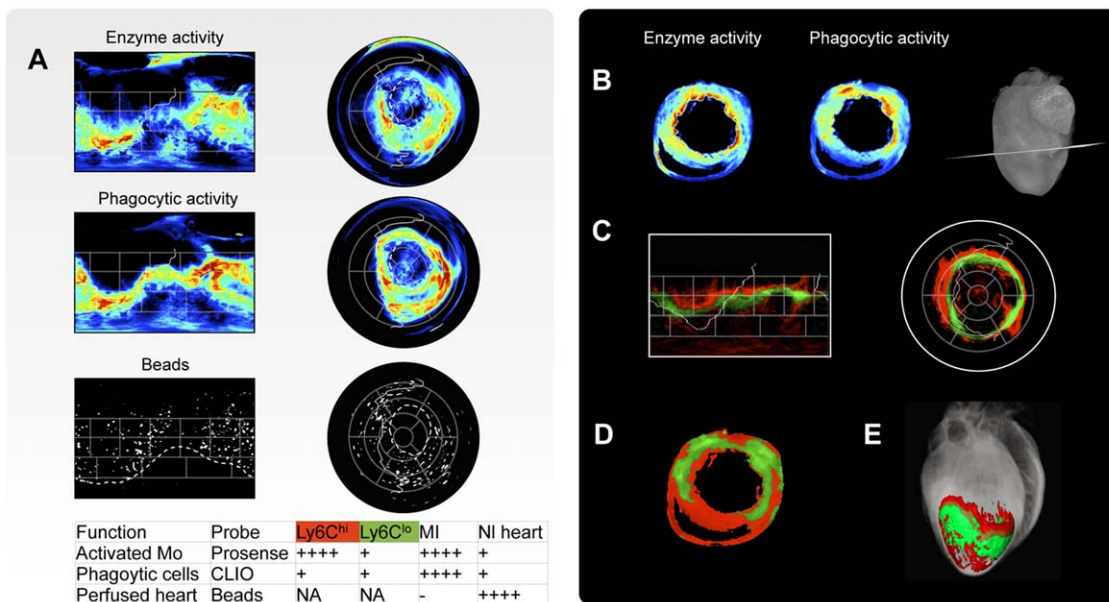 A
Enzyme activity
Phagocytic activity
Beads
Function Probe Ly6Chi Ly6Clo MI NI heart
Activated Mo Prosense ++++ + ++++ +
Phagoytic cells CLIO + + ++++ +
Perfused heart Beads NA NA - ++++
Enzyme activity Phagocytic activity
B
C
D
E